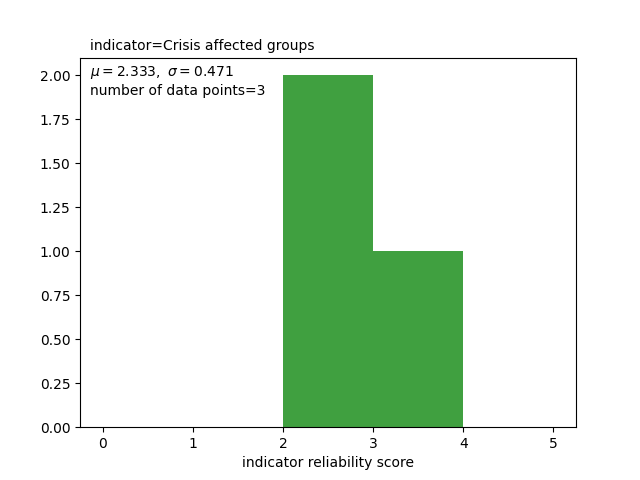 indicator=Crisis affected groups
μ = 2.333, σ = 0.471
number of data points=3
2.00
1.75
1.50
1.25
1.00
0.75
0.50
0.25
0.00
0 1 2 3 4 5
indicator reliability score